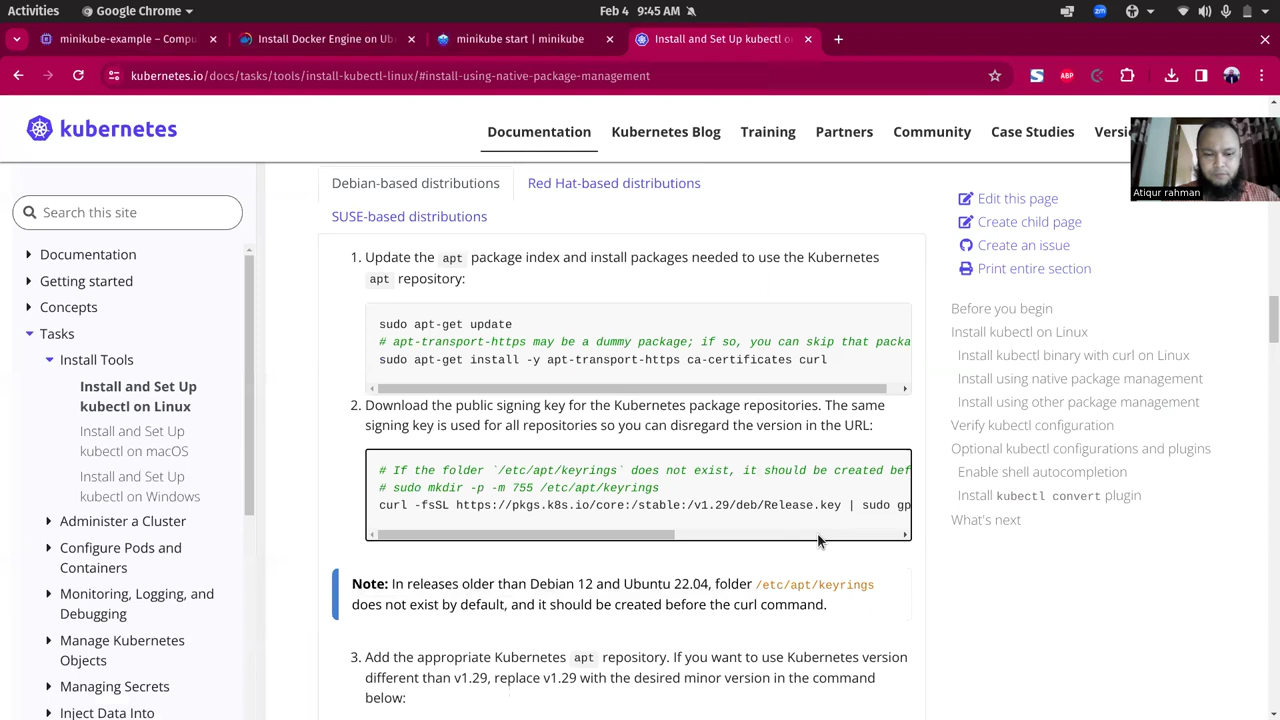 Activities
Google Chrome
Feb 4 9:45 AM
zm
minikube-example – Compu
Install Docker Engine on Ub
minikube start | minikube
Install and Set Up kubectl o
kubernetes.io/docs/tasks/tools/install-kubectl-linux/#install-using-native-package-management
S
ABP
kubernetes
Documentation
Kubernetes Blog
Training
Partners
Community
Case Studies
Versi
Atiqur rahman
Search this site
Documentation
Getting started
Concepts
Tasks
Install Tools
Install and Set Up
kubectl on Linux
Install and Set Up
kubectl on macOS
Install and Set Up
kubectl on Windows
Administer a Cluster
Configure Pods and
Containers
Monitoring, Logging, and
Debugging
Manage Kubernetes
Objects
Managing Secrets
Inject Data Into
Debian-based distributions
Red Hat-based distributions
SUSE-based distributions
1. Update the apt package index and install packages needed to use the Kubernetes
apt repository:
sudo apt-get update
# apt-transport-https may be a dummy package; if so, you can skip that packa
sudo apt-get install -y apt-transport-https ca-certificates curl
2. Download the public signing key for the Kubernetes package repositories. The same
signing key is used for all repositories so you can disregard the version in the URL:
# If the folder `/etc/apt/keyrings` does not exist, it should be created bef
# sudo mkdir -p -m 755 /etc/apt/keyrings
curl -fsSL https://pkgs.k8s.io/core:/stable:/v1.29/deb/Release.key | sudo gp
Note: In releases older than Debian 12 and Ubuntu 22.04, folder /etc/apt/keyrings
does not exist by default, and it should be created before the curl command.
3. Add the appropriate Kubernetes apt repository. If you want to use Kubernetes version
different than v1.29, replace v1.29 with the desired minor version in the command
below:
Edit this page
Create child page
Create an issue
Print entire section
Before you begin
Install kubectl on Linux
Install kubectl binary with curl on Linux
Install using native package management
Install using other package management
Verify kubectl configuration
Optional kubectl configurations and plugins
Enable shell autocompletion
Install kubectl convert plugin
What's next